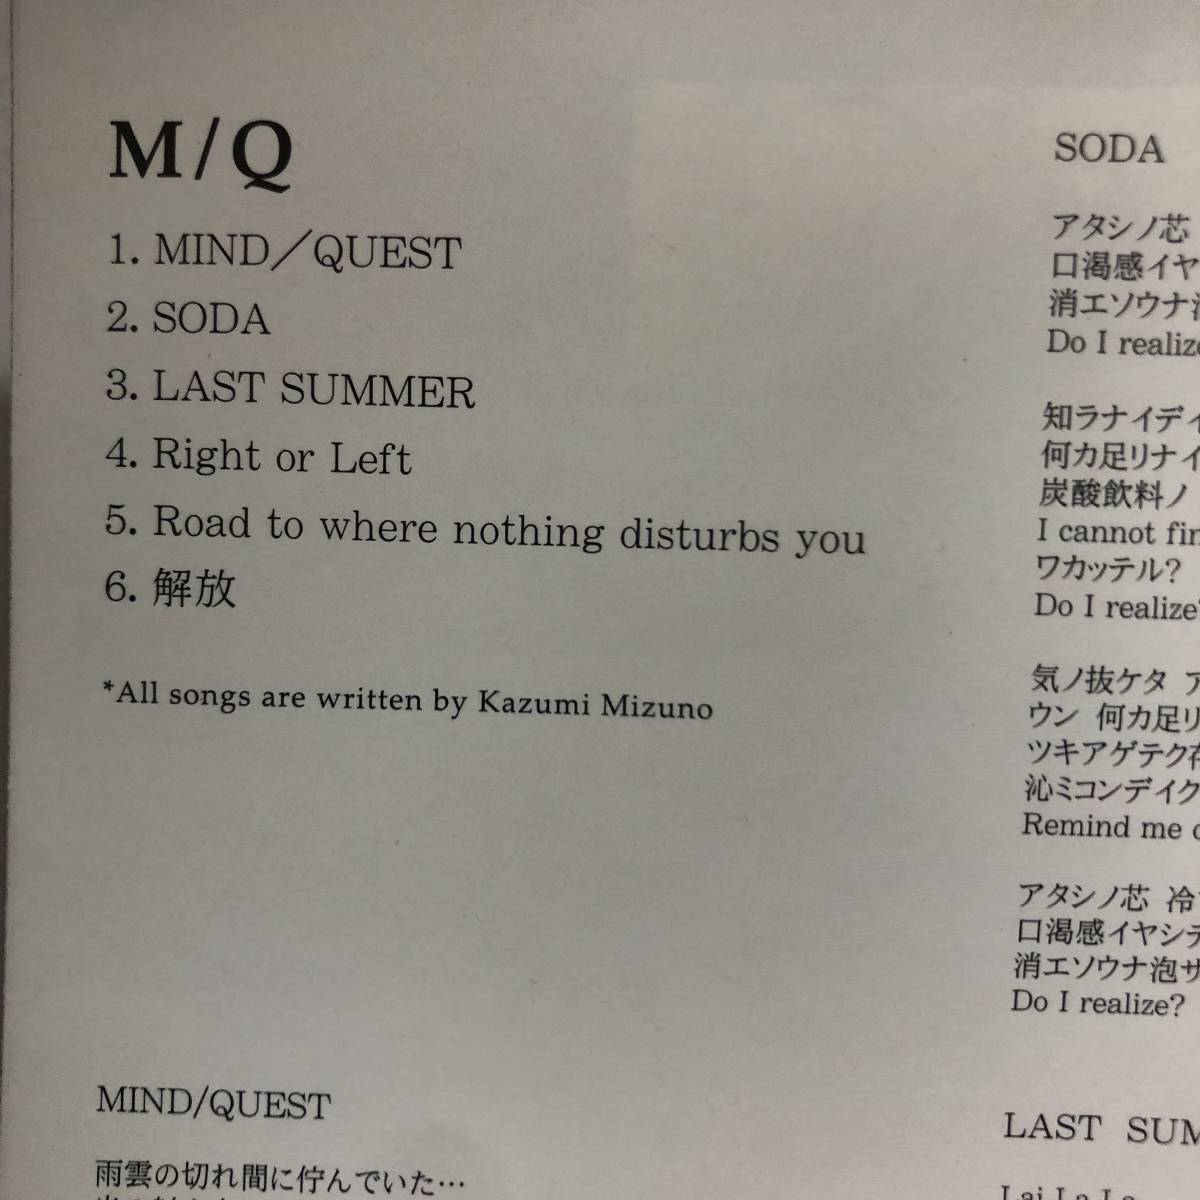 M/Q
1. MIND／QUEST
2. SODA
3. LAST SUMMER
4. Right or Left
5. Road to where nothing disturbs you
6. 解放
*All songs are written by Kazumi Mizuno
MIND/QUEST
雨雲の切れ間に佇んでいた…
SODA
アタシノ芯
口渇感イヤ
消エソウナ
Do I realize
知ラナイディ
何カ足リナイ
炭酸飲料ノ
I cannot fin
ワカッテル?
Do I realize?
気ノ抜ケタ ア
ウン 何カ足リ
ツキアゲテク
沁ミコンデイク
Remind me
アタシノ芯 冷
口渇感イヤシテ
消エソウナ泡サ
Do I realize?
LAST SUM
Lai La La